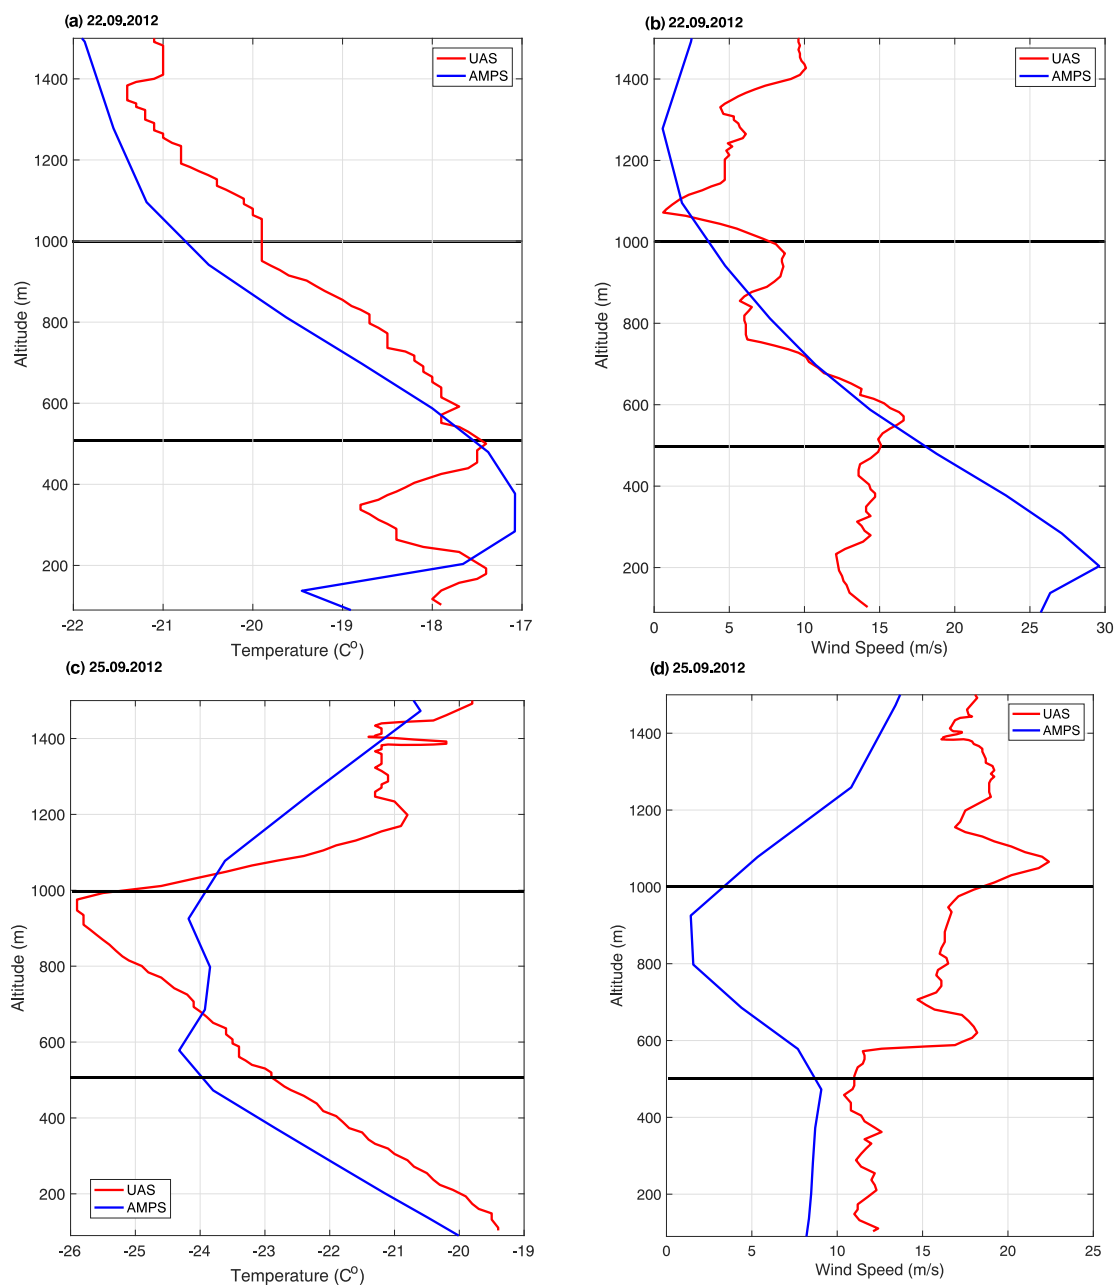 (a) 22.09.2012
(b) 22.09.2012
1400
1200
1000
800
600
400
200
Altitude (m)
UAS
AMPS
-22
-21
-20
-19
-18
-17
Temperature (C°)
1400
1200
1000
800
600
400
200
Altitude (m)
UAS
AMPS
0
5
10
15
20
25
30
Wind Speed (m/s)
(c) 25.09.2012
(d) 25.09.2012
1400
1200
1000
800
600
400
200
Altitude (m)
UAS
AMPS
-26
-25
-24
-23
-22
-21
-20
-19
Temperature (C°)
1400
1200
1000
800
600
400
200
Altitude (m)
UAS
AMPS
0
5
10
15
20
25
Wind Speed (m/s)